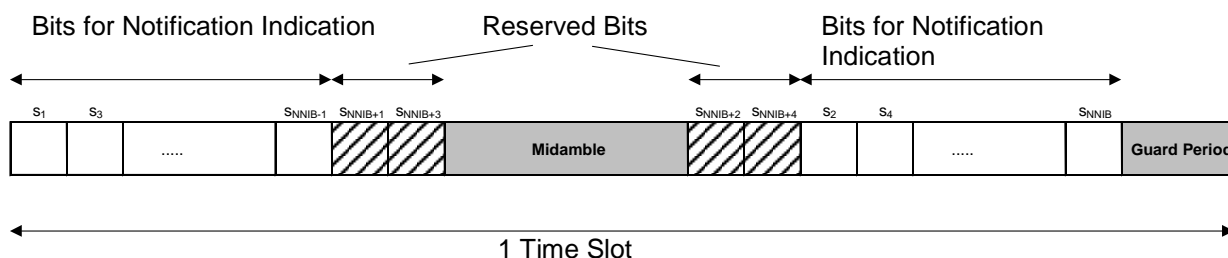 Bits for Notification Indication
Reserved Bits
Bits for Notification
Indication
s1 s3 sNNIB-1 sNNIB+1 sNNIB+3 sNNIB+2 sNNIB+4 s2 s4 sNNIB
..... Midamble ..... Guard Period
1 Time Slot